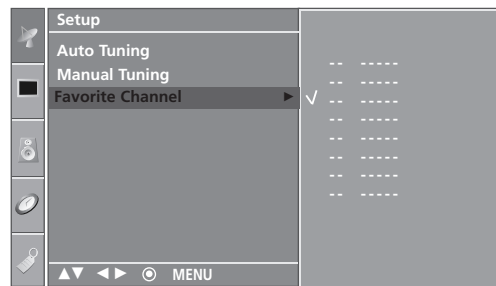 Setup
Auto Tuning
Manual Tuning
Favorite Channel ►
-- -----
-- -----
√ -- -----
-- -----
-- -----
-- -----
-- -----
-- -----
▲▼ ◄► ◉ MENU